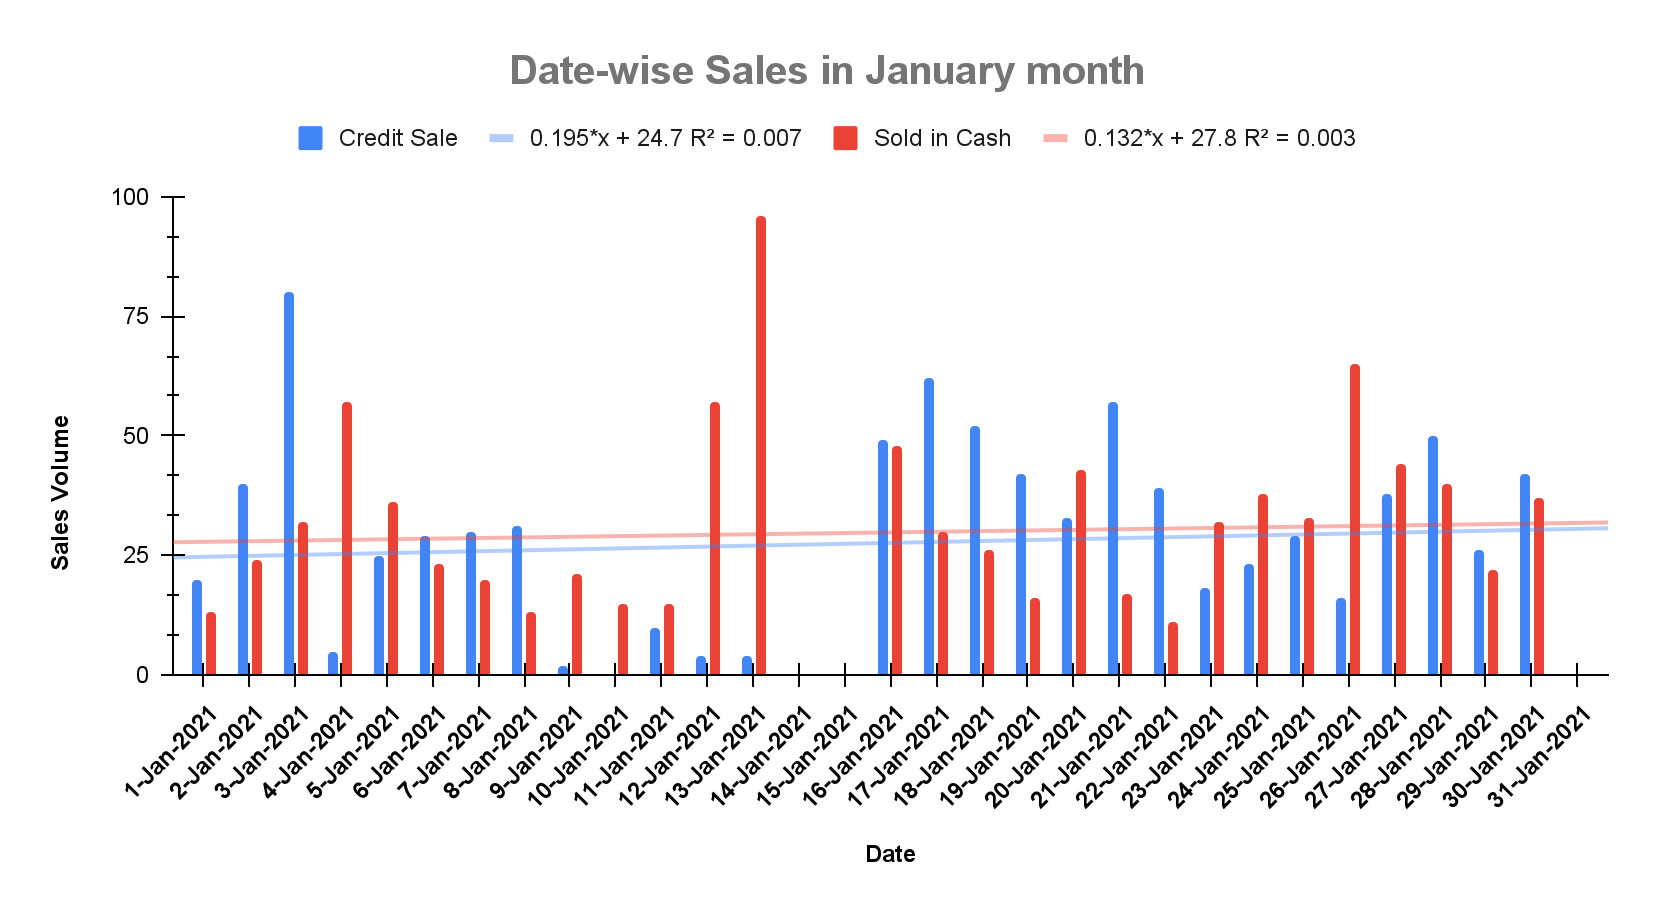 Date-wise Sales in January month
Credit Sale 0.195*x + 24.7 R² = 0.007 Sold in Cash 0.132*x + 27.8 R² = 0.003
100
75
50
25
0
Sales Volume
1-Jan-2021
2-Jan-2021
3-Jan-2021
4-Jan-2021
5-Jan-2021
6-Jan-2021
7-Jan-2021
8-Jan-2021
9-Jan-2021
10-Jan-2021
11-Jan-2021
12-Jan-2021
13-Jan-2021
14-Jan-2021
15-Jan-2021
16-Jan-2021
17-Jan-2021
18-Jan-2021
19-Jan-2021
20-Jan-2021
21-Jan-2021
22-Jan-2021
23-Jan-2021
24-Jan-2021
25-Jan-2021
26-Jan-2021
27-Jan-2021
28-Jan-2021
29-Jan-2021
30-Jan-2021
31-Jan-2021
Date